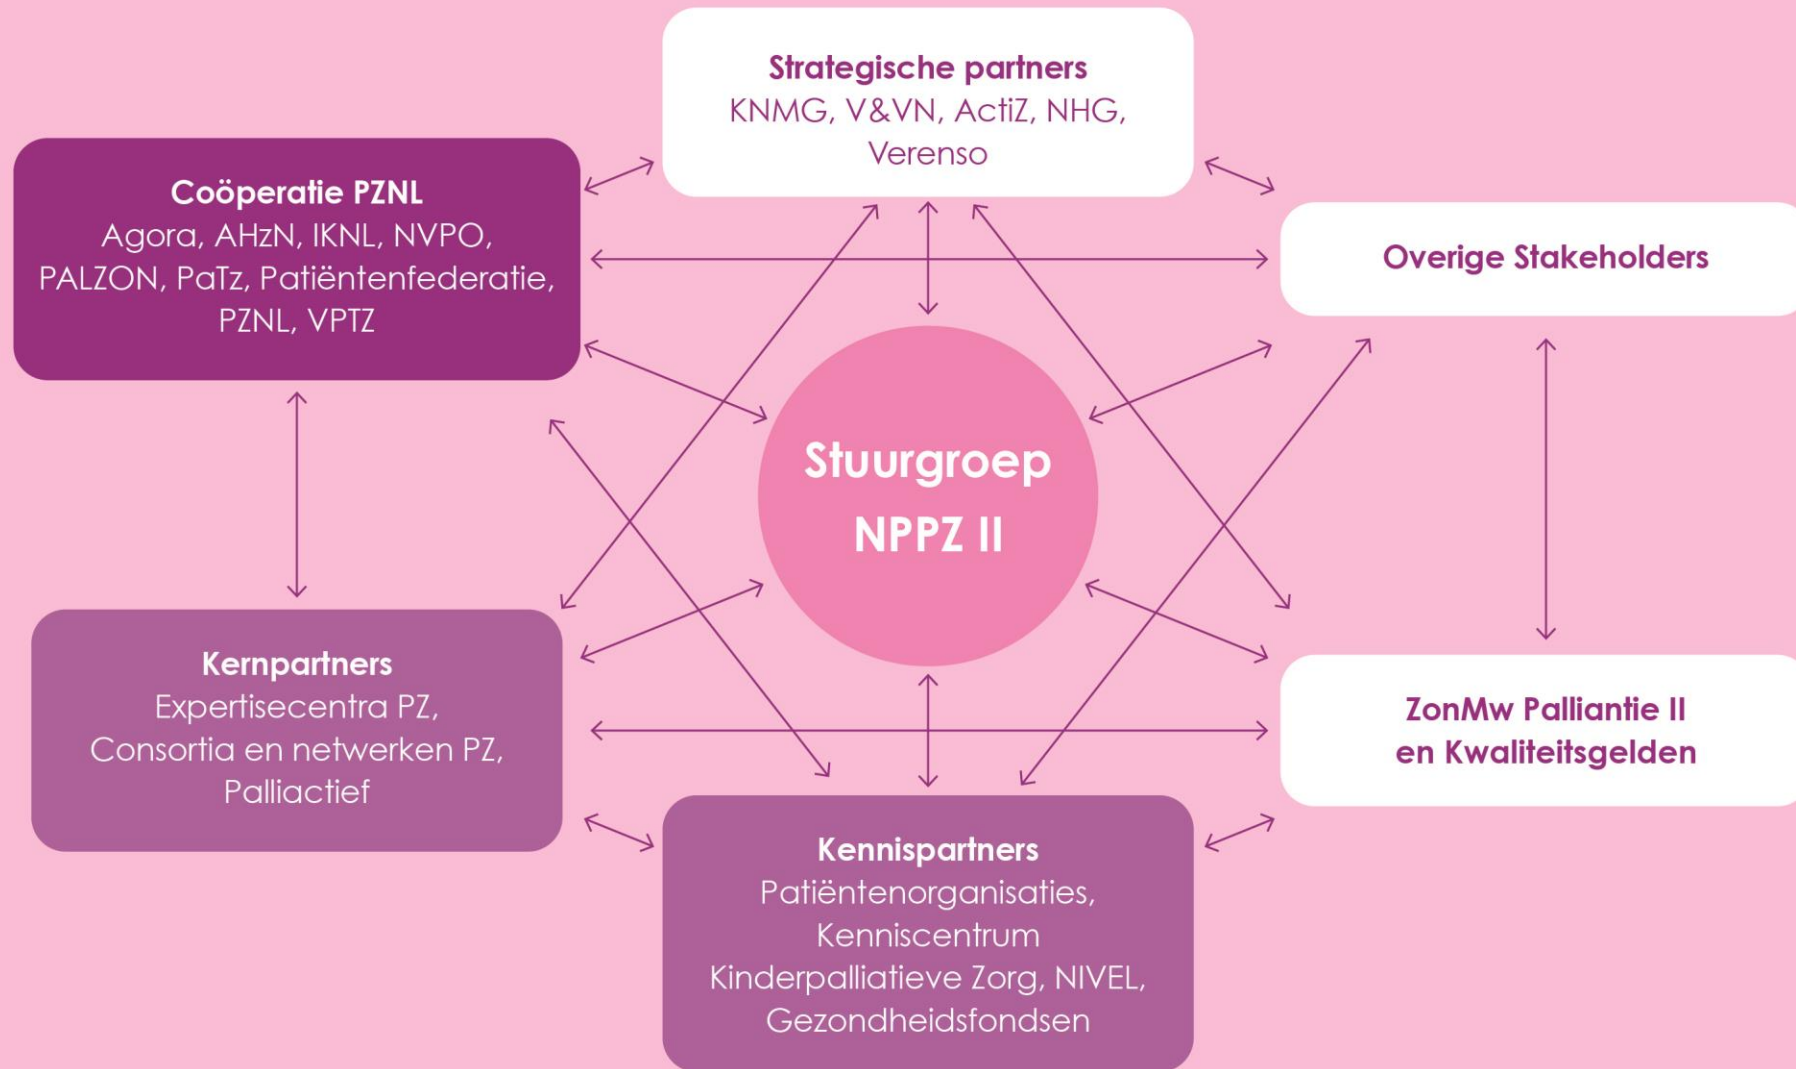 Strategische partners
KNMG, V&VN, ActiZ, NHG,
Verenso
Coöperatie PZNL
Agora, AHzN, IKNL, NVPO,
PALZON, PaTz, Patiëntenfederatie,
PZNL, VPTZ
Overige Stakeholders
Stuurgroep
NPPZ II
Kernpartners
Expertisecentra PZ,
Consortia en netwerken PZ,
Palliactief
ZonMw Palliantie II
en Kwaliteitsgelden
Kennispartners
Patiëntenorganisaties,
Kenniscentrum
Kinderpalliatieve Zorg, NIVEL,
Gezondheidsfondsen